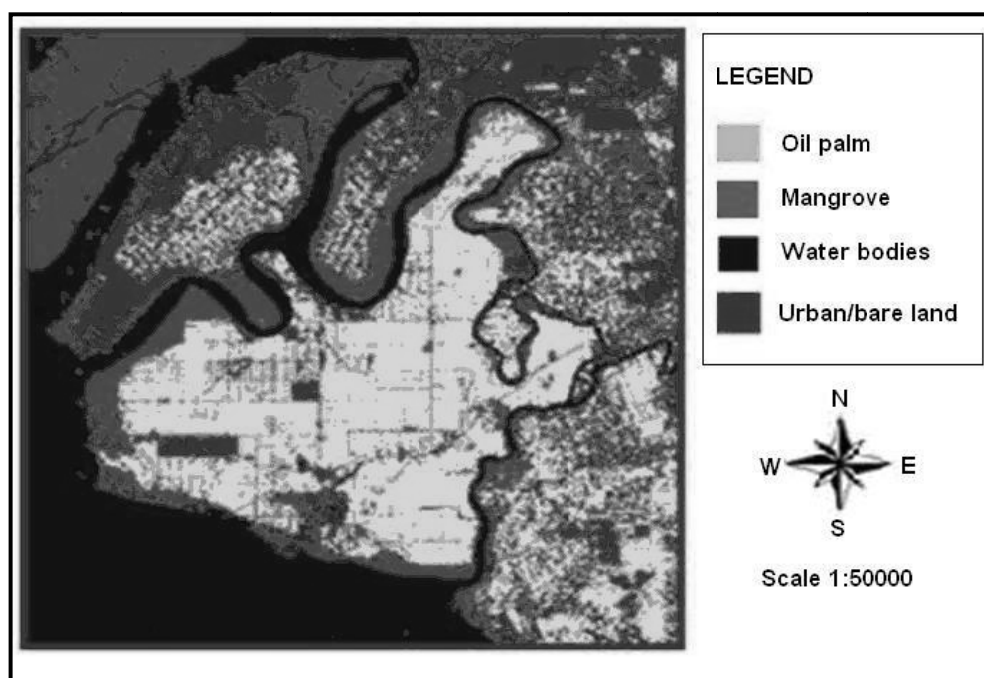 LEGEND
Oil palm
Mangrove
Water bodies
Urban/bare land
N
W E
S
Scale 1:50000